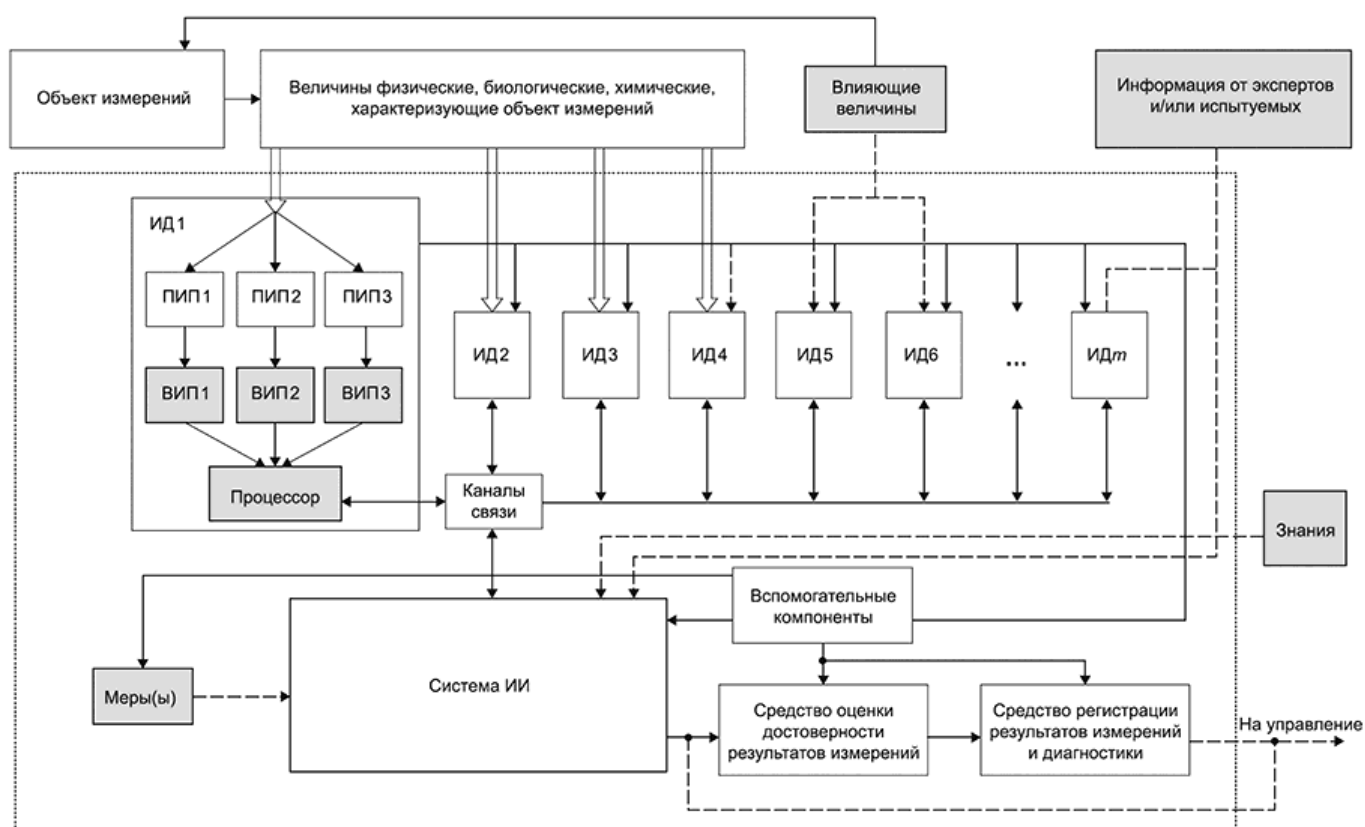 Объект измерений
Величины физические, биологические, химические,
характеризующие объект измерений
Влияющие
величины
Информация от экспертов
и/или испытуемых
ИД1
ПИП1
ПИП2
ПИП3
ВИП1
ВИП2
ВИП3
Процессор
ИД2
ИД3
ИД4
ИД5
ИД6
...
ИДm
Каналы
связи
Знания
Вспомогательные
компоненты
Меры(ы)
Система ИИ
Средство оценки
достоверности
результатов измерений
Средство регистрации
результатов измерений
и диагностики
На управление